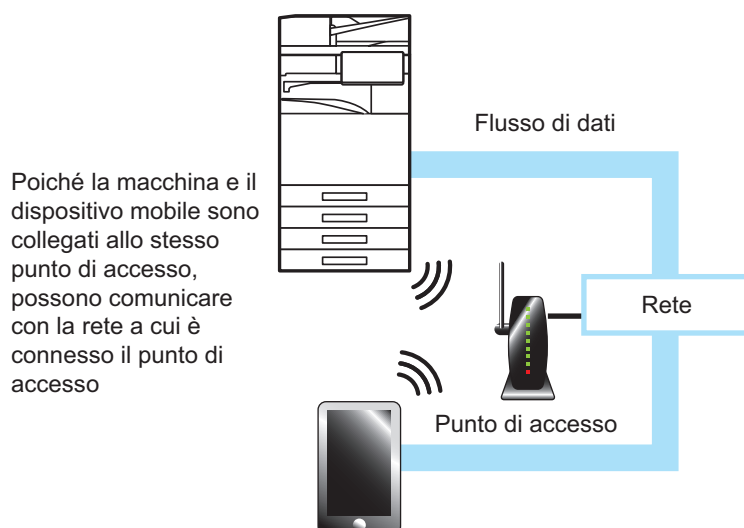 Flusso di dati
Poiché la macchina e il
dispositivo mobile sono
collegati allo stesso
punto di accesso,
possono comunicare
con la rete a cui è
connesso il punto di
accesso
Rete
Punto di accesso